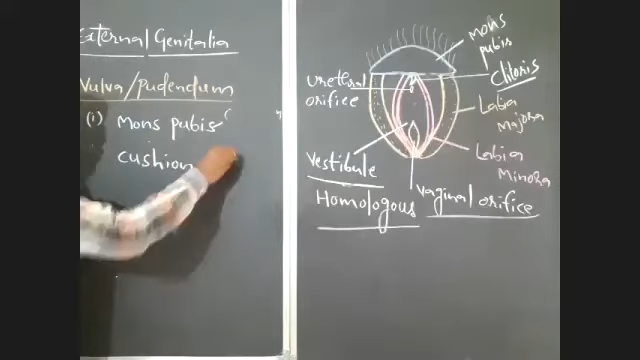 External Genitalia
Vulva/pudendum
(i) Mons pubis
cushion
Mons
pubis
Clitoris
Urethral
orifice
Labia
Majora
Labia
Minora
Vestibule
Vaginal orifice
Homologous